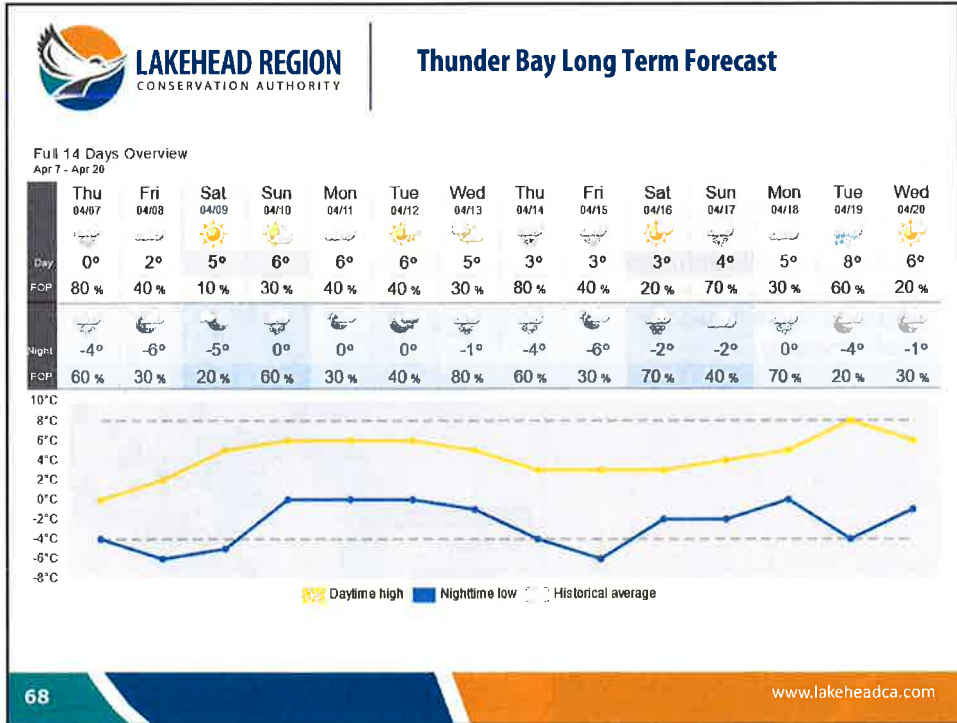 LAKEHEAD REGION
CONSERVATION AUTHORITY
Thunder Bay Long Term Forecast
Full 14 Days Overview
Apr 7 - Apr 20
Thu Fri Sat Sun Mon Tue Wed Thu Fri Sat Sun Mon Tue Wed
04/07 04/08 04/09 04/10 04/11 04/12 04/13 04/14 04/15 04/16 04/17 04/18 04/19 04/20
Day 0° 2° 5° 6° 6° 6° 5° 3° 3° 3° 4° 5° 8° 6°
POP 80 % 40 % 10 % 30 % 40 % 40 % 30 % 80 % 40 % 20 % 70 % 30 % 60 % 20 %
Night -4° -6° -5° 0° 0° 0° -1° -4° -6° -2° -2° 0° -4° -1°
POP 60 % 30 % 20 % 60 % 30 % 40 % 80 % 60 % 30 % 70 % 40 % 70 % 20 % 30 %
10°C
8°C
6°C
4°C
2°C
0°C
-2°C
-4°C
-6°C
-8°C
Daytime high Nighttime low Historical average
68
www.lakeheadca.com